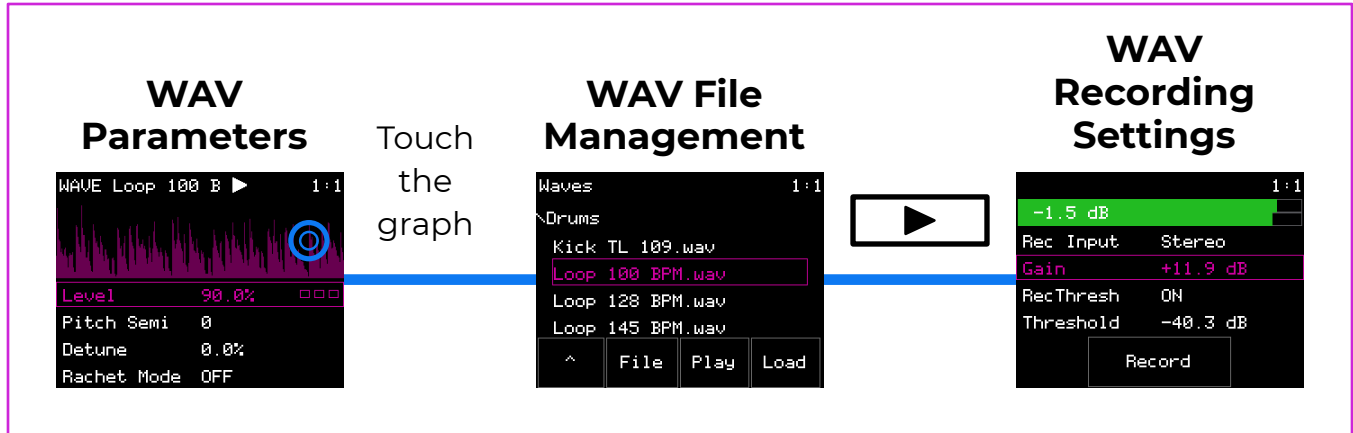 WAV
Parameters
Touch
the
graph
WAV File
Management
WAV
Recording
Settings
WAVE Loop 100 B ▶ 1:1
Level 90.0%
Pitch Semi 0
Detune 0.0%
Rachet Mode OFF
Waves 1:1
\Drums
Kick TL 109.wav
Loop 100 BPM.wav
Loop 128 BPM.wav
Loop 145 BPM.wav
^ File Play Load
1:1
-1.5 dB
Rec Input Stereo
Gain +11.9 dB
RecThresh ON
Threshold -40.3 dB
Record